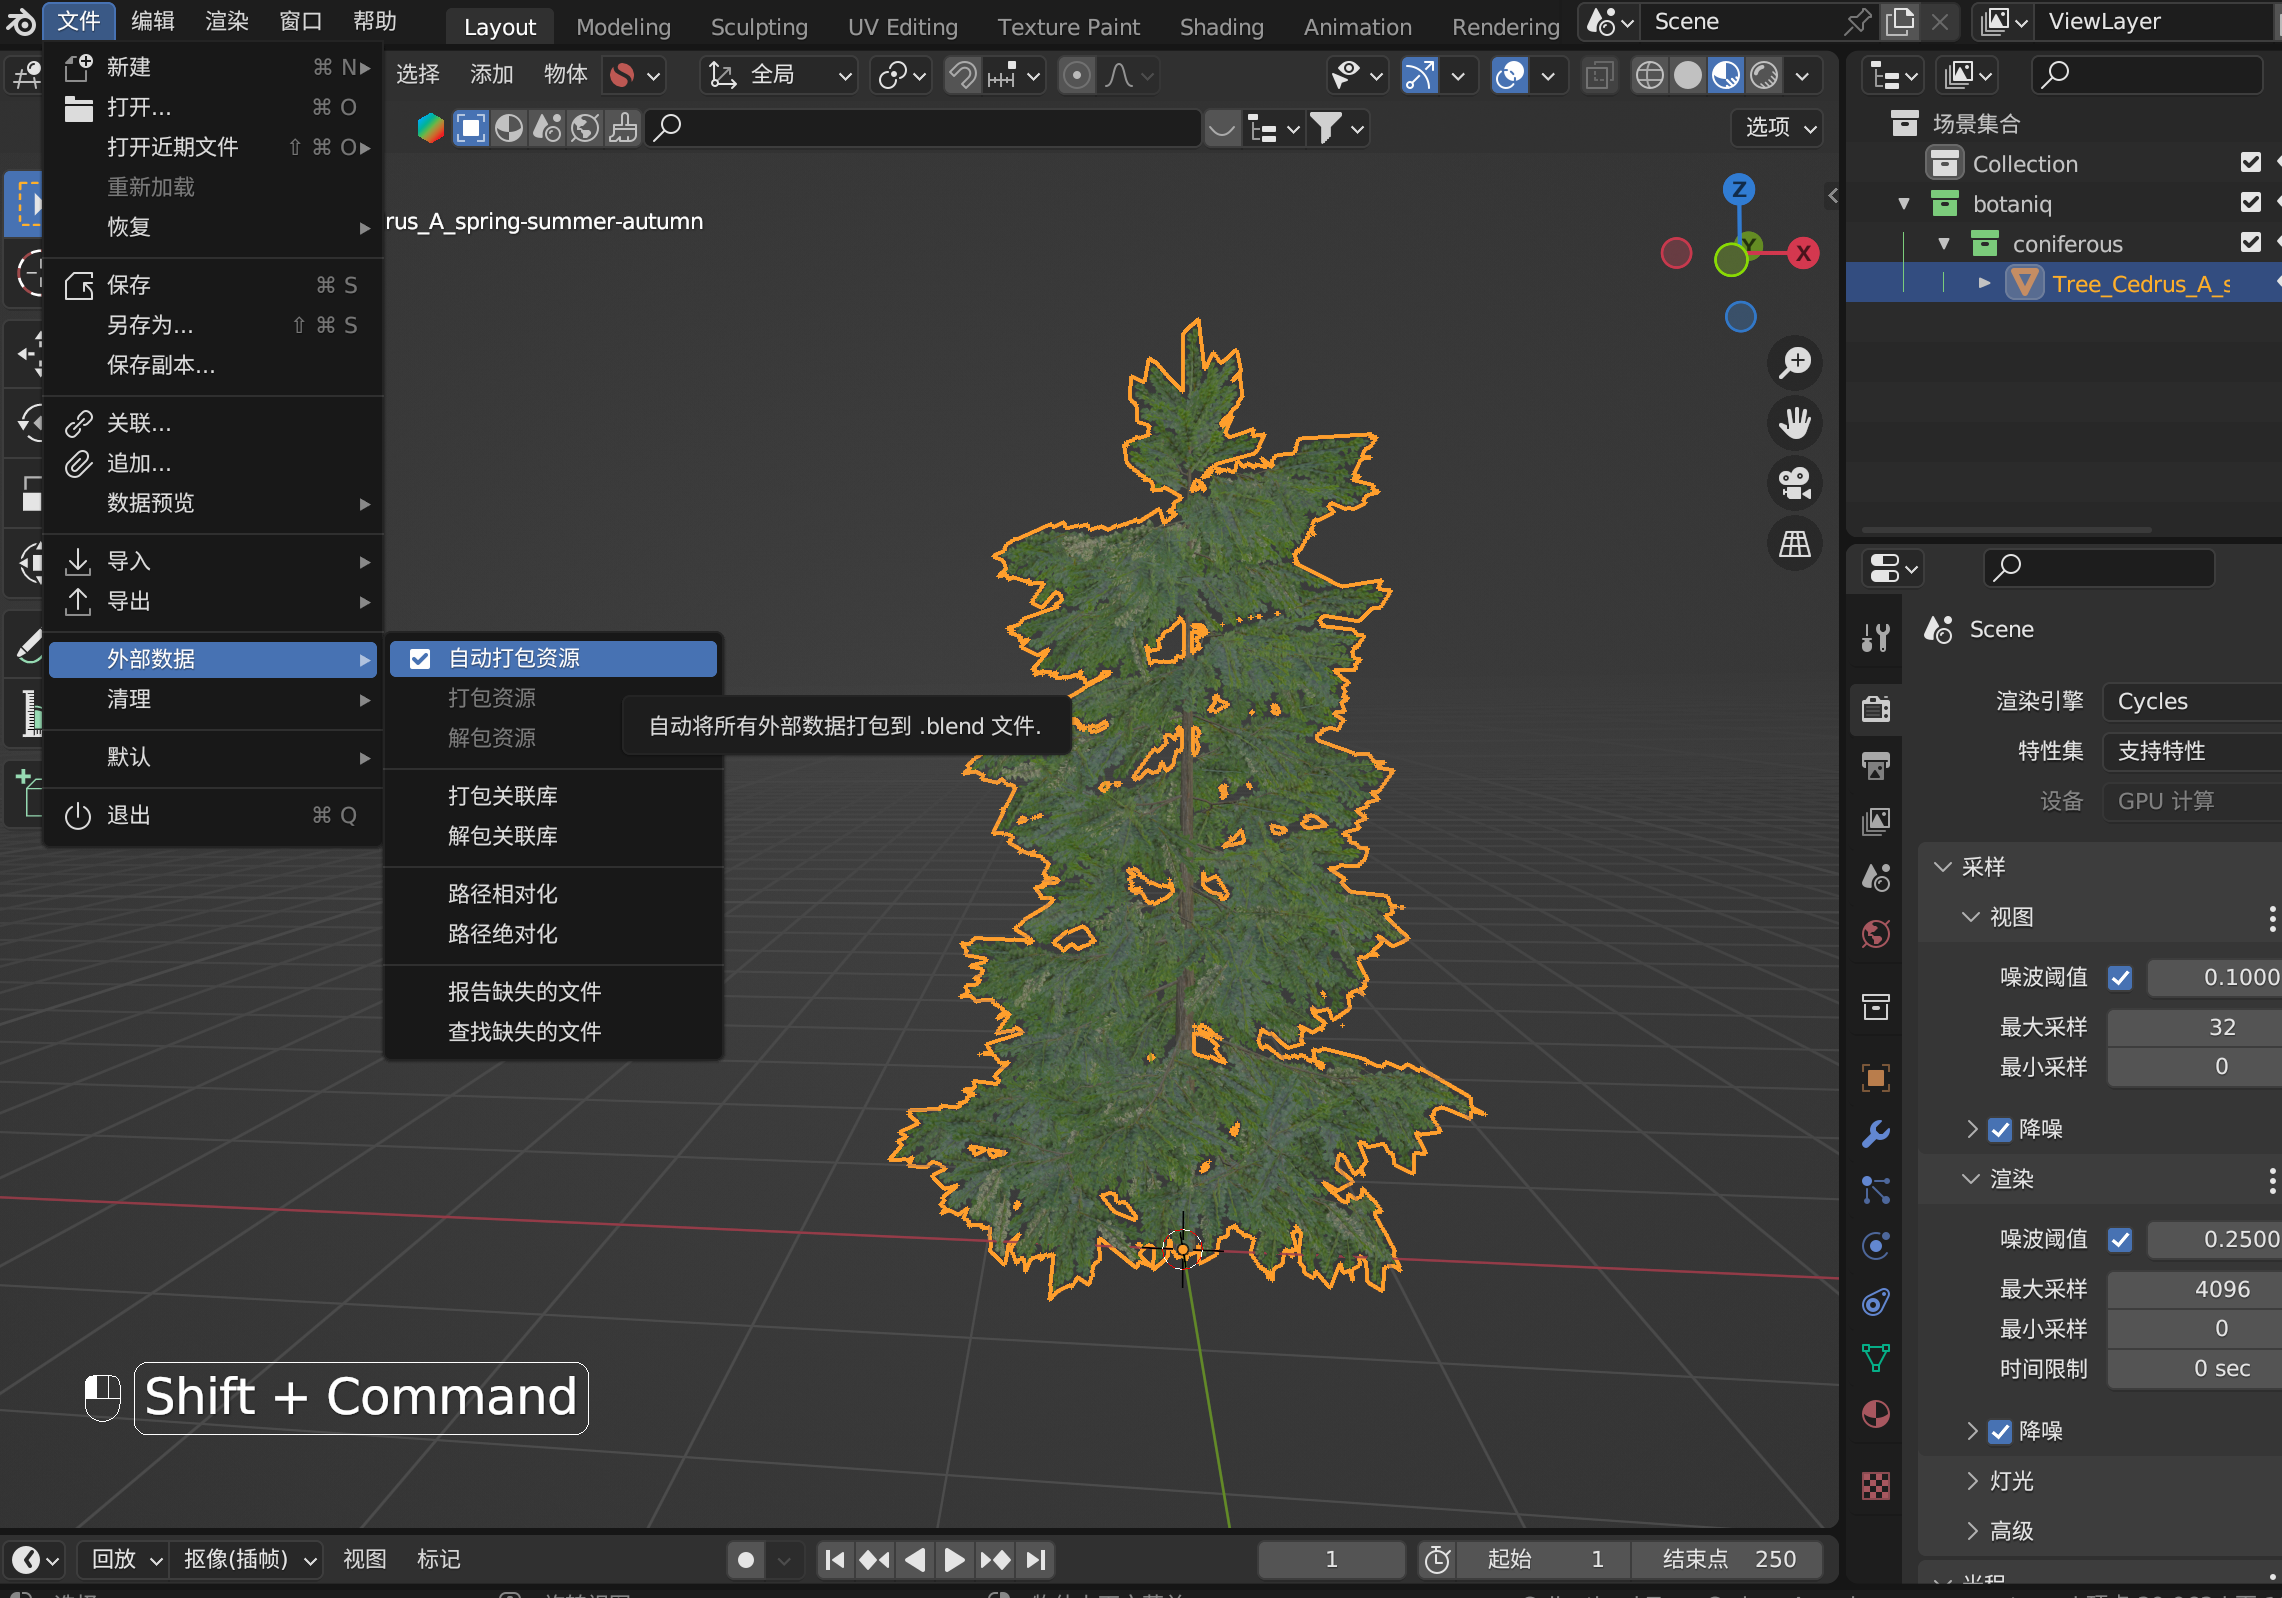 文件 编辑 渲染 窗口 帮助 Layout Modeling Sculpting UV Editing Texture Paint Shading Animation Rendering Scene ViewLayer
新建 ⌘ N
打开... ⌘ O
打开近期文件 ⇧ ⌘ O
重新加载
恢复
保存 ⌘ S
另存为... ⇧ ⌘ S
保存副本...
关联...
追加...
数据预览
导入
导出
外部数据
清理
默认
退出 ⌘ Q
自动打包资源
打包资源
解包资源
打包关联库
解包关联库
路径相对化
路径绝对化
报告缺失的文件
查找缺失的文件
自动将所有外部数据打包到 .blend 文件.
选择 添加 物体 全局
选项
rus_A_spring-summer-autumn
Z
Y
X
Shift + Command
场景集合
Collection
botaniq
coniferous
Tree_Cedrus_A_s
Scene
渲染引擎 Cycles
特性集 支持特性
设备 GPU 计算
采样
视图
噪波阈值 0.1000
最大采样 32
最小采样 0
降噪
渲染
噪波阈值 0.2500
最大采样 4096
最小采样 0
时间限制 0 sec
降噪
灯光
高级
回放 抠像(插帧) 视图 标记 1 起始 1 结束点 250